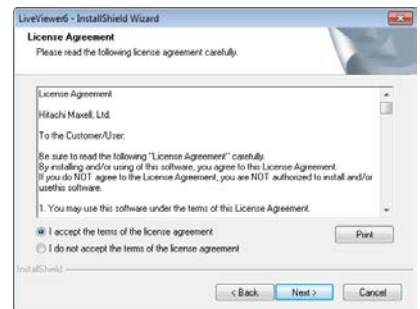 LiveViewer6 - InstallShield Wizard
License Agreement
Please read the following license agreement carefully.
License Agreement
Hitachi Maxell, Ltd.
To the Customer/User:
Be sure to read the following "License Agreement" carefully.
By installing and/or using of this software, you agree to this License Agreement.
If you do NOT agree to the License Agreement, you are NOT authorized to install and/or
usethis software.
1. You may use this software under the terms of this License Agreement.
I accept the terms of the license agreement
Print
I do not accept the terms of the license agreement
InstallShield
< Back
Next >
Cancel